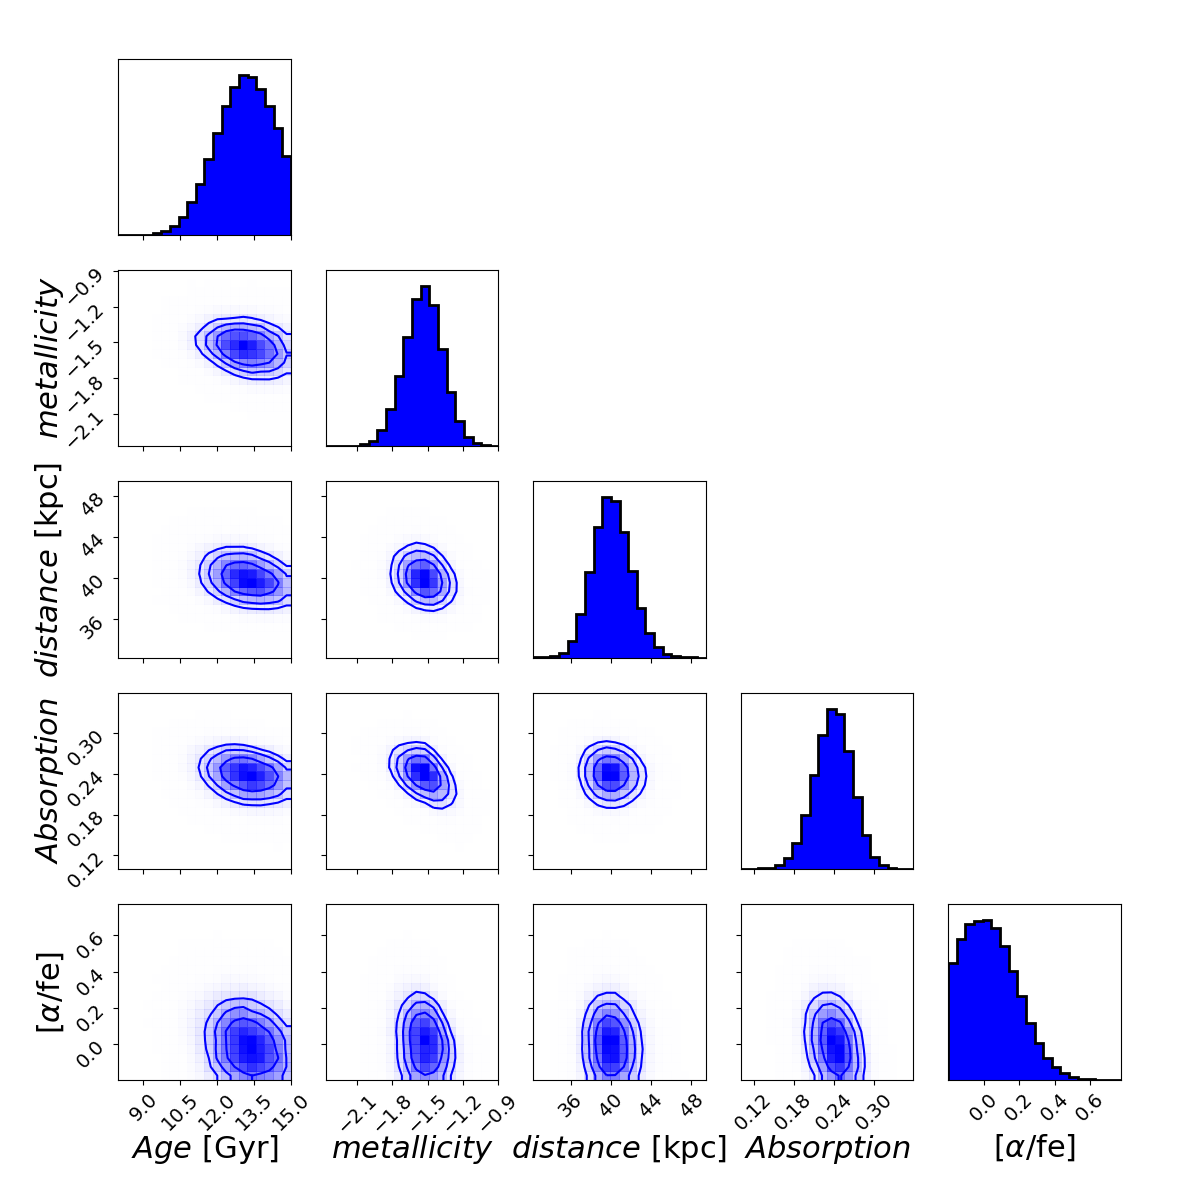 −0.9
−1.2
−1.5
−1.8
−2.1
metallicity
48
44
40
36
distance [kpc]
0.30
0.24
0.18
0.12
Absorption
0.6
0.4
0.2
0.0
[α/fe]
9.0 10.5 12.0 13.5 15.0
−2.1 −1.8 −1.5 −1.2 −0.9
36 40 44 48
0.12 0.18 0.24 0.30
0.0 0.2 0.4 0.6
Age [Gyr]
metallicity
distance [kpc]
Absorption
[α/fe]